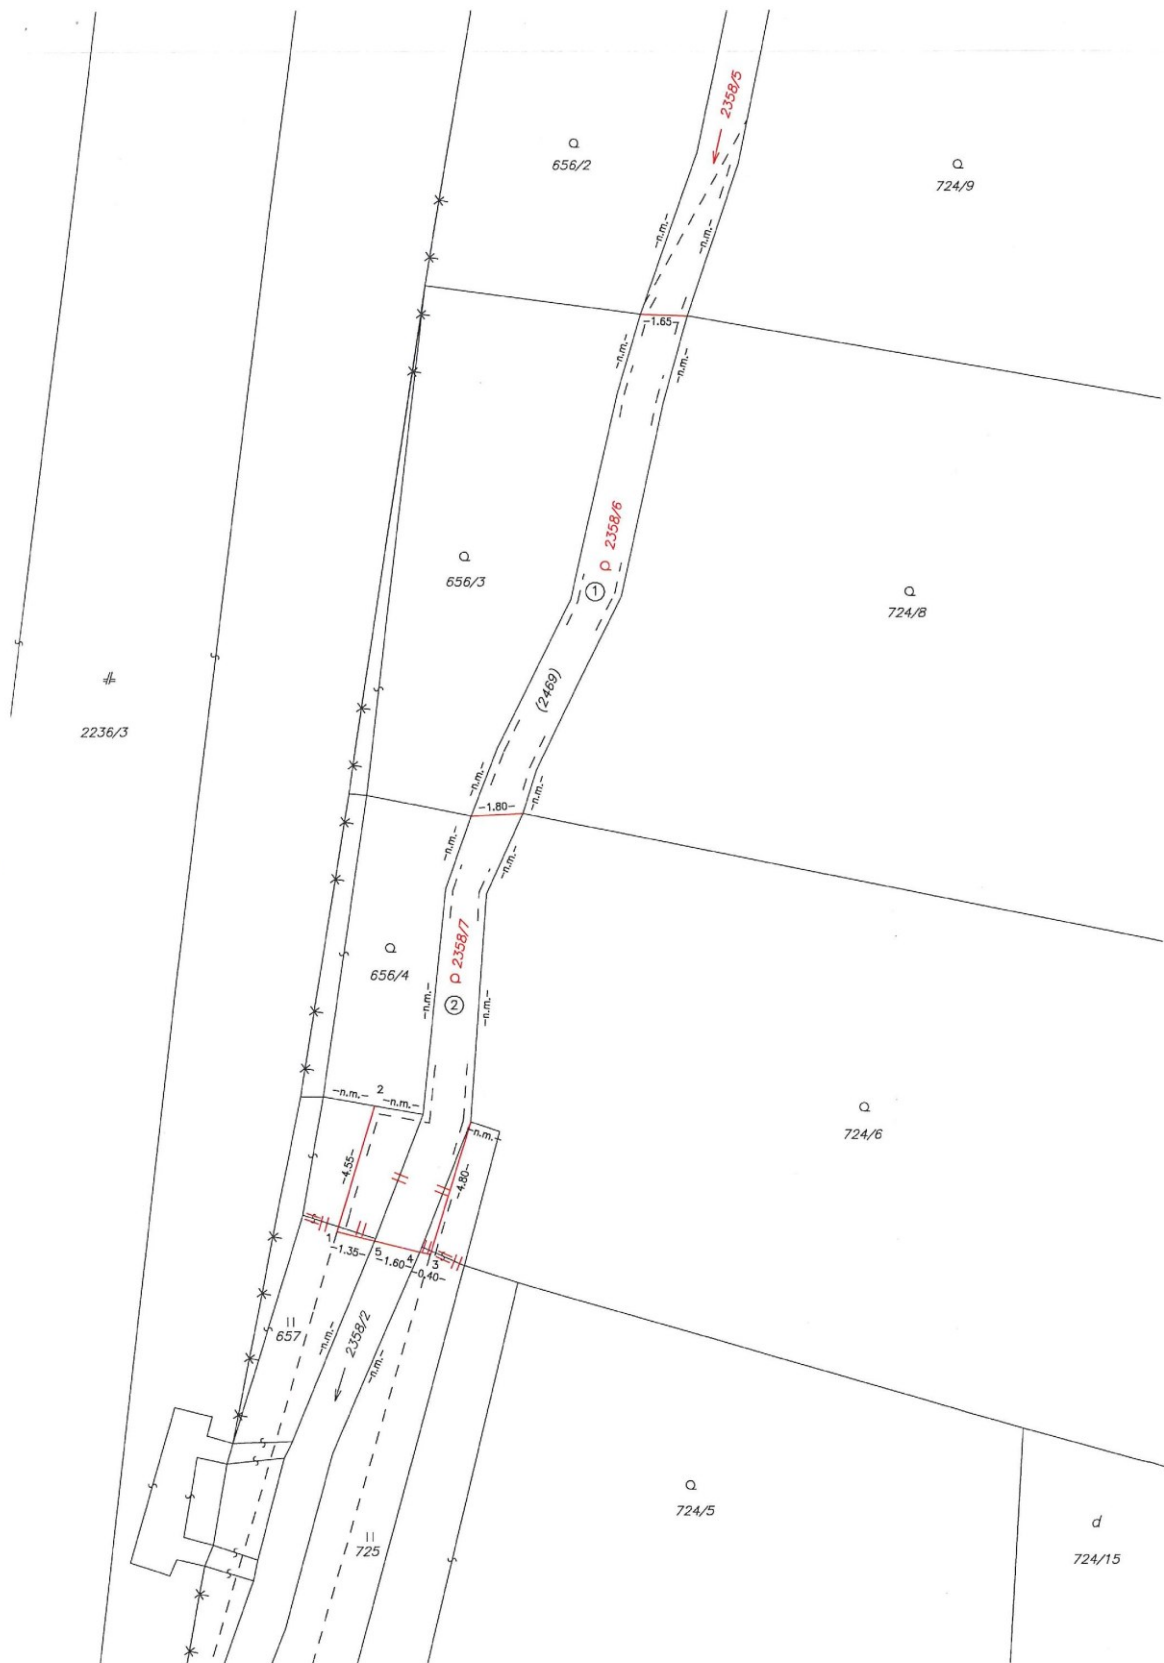 2358/5
656/2
724/9
-n.m.-
-n.m.-
-1.65-
-n.m.-
-n.m.-
2358/6
656/3
1
724/8
(2469)
2236/3
-n.m.-
-n.m.-
-1.80-
-n.m.-
-n.m.-
2358/7
656/4
2
-n.m.-
-n.m.-
-n.m.-
2
-n.m.-
724/6
-n.m.-
-4.55-
-4.80-
1
-1.35-
5
-1.60-
4
3
-0.40-
657
-n.m.-
2358/2
-n.m.-
724/5
d
724/15
725